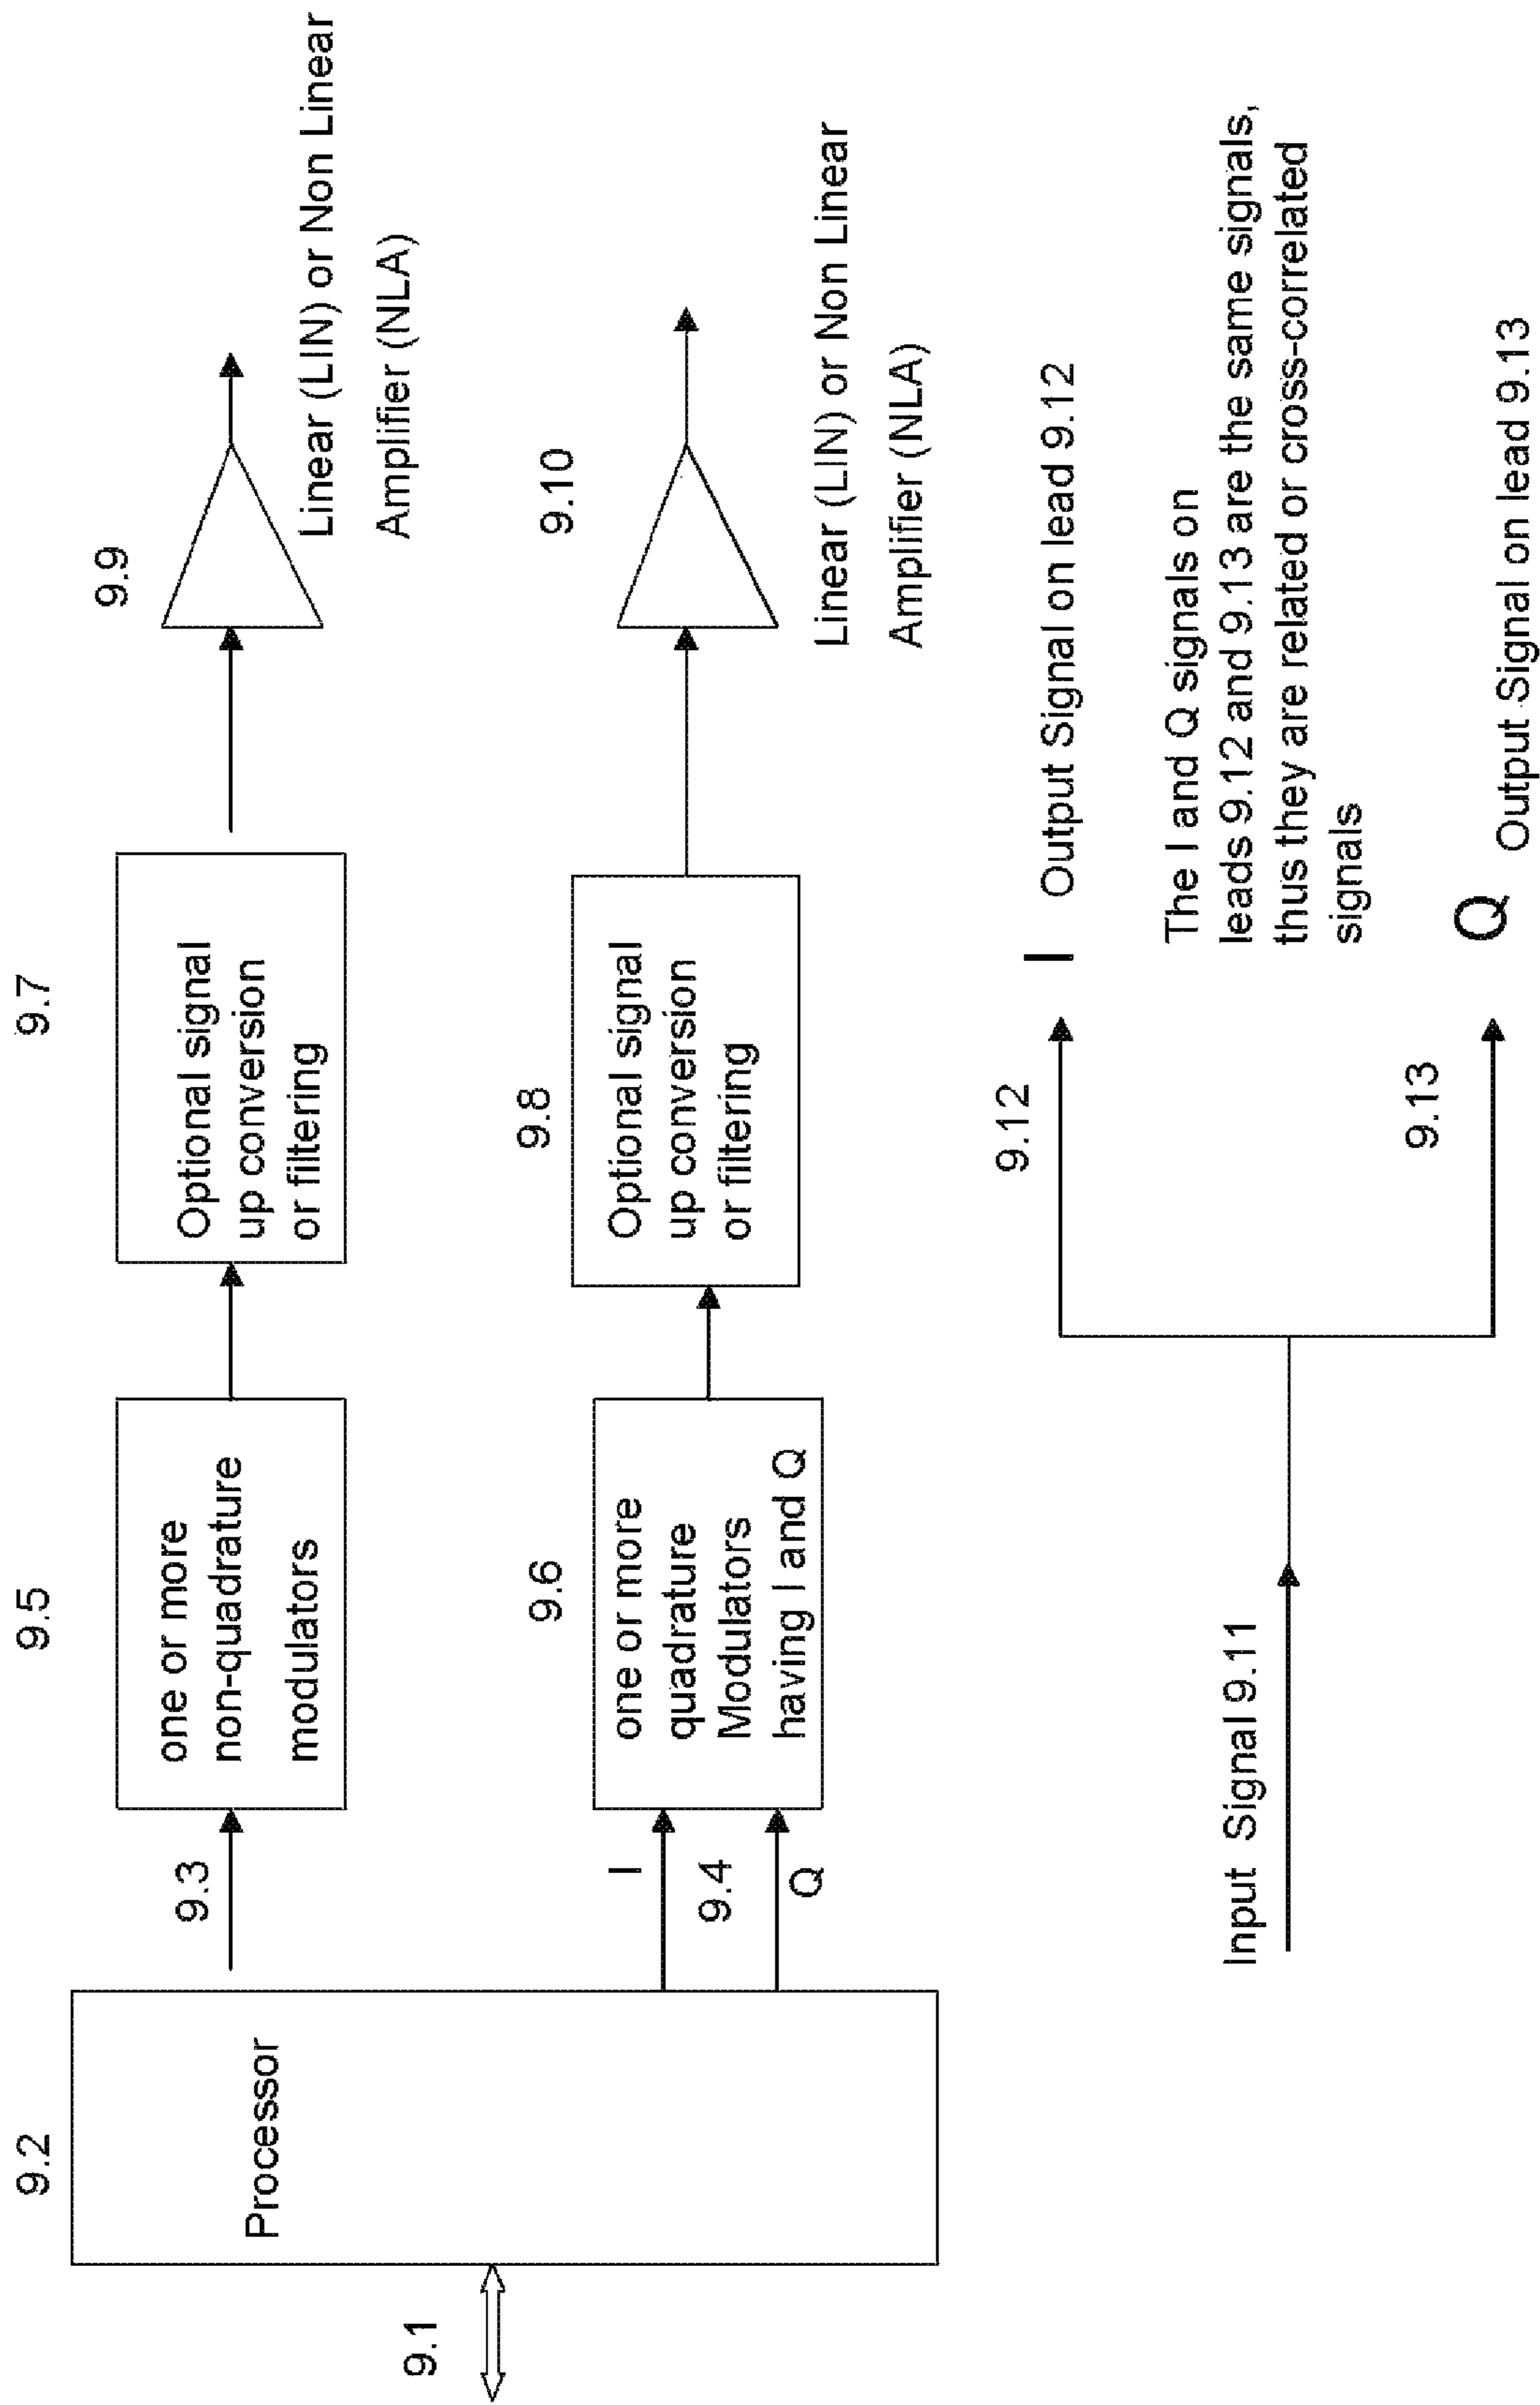 9.2
9.5
9.7
9.9
Processor
9.3
one or more
non-quadrature
modulators
Optional signal
up conversion
or filtering
Linear (LIN) or Non Linear
Amplifier (NLA)
9.1
9.6
9.8
9.10
I
9.4
Q
one or more
quadrature
Modulators
having I and Q
Optional signal
up conversion
or filtering
Linear (LIN) or Non Linear
Amplifier (NLA)
9.12
I
Output Signal on lead 9.12
Input Signal 9.11
The I and Q signals on
leads 9.12 and 9.13 are the same signals,
thus they are related or cross-correlated
signals
9.13
Q
Output Signal on lead 9.13